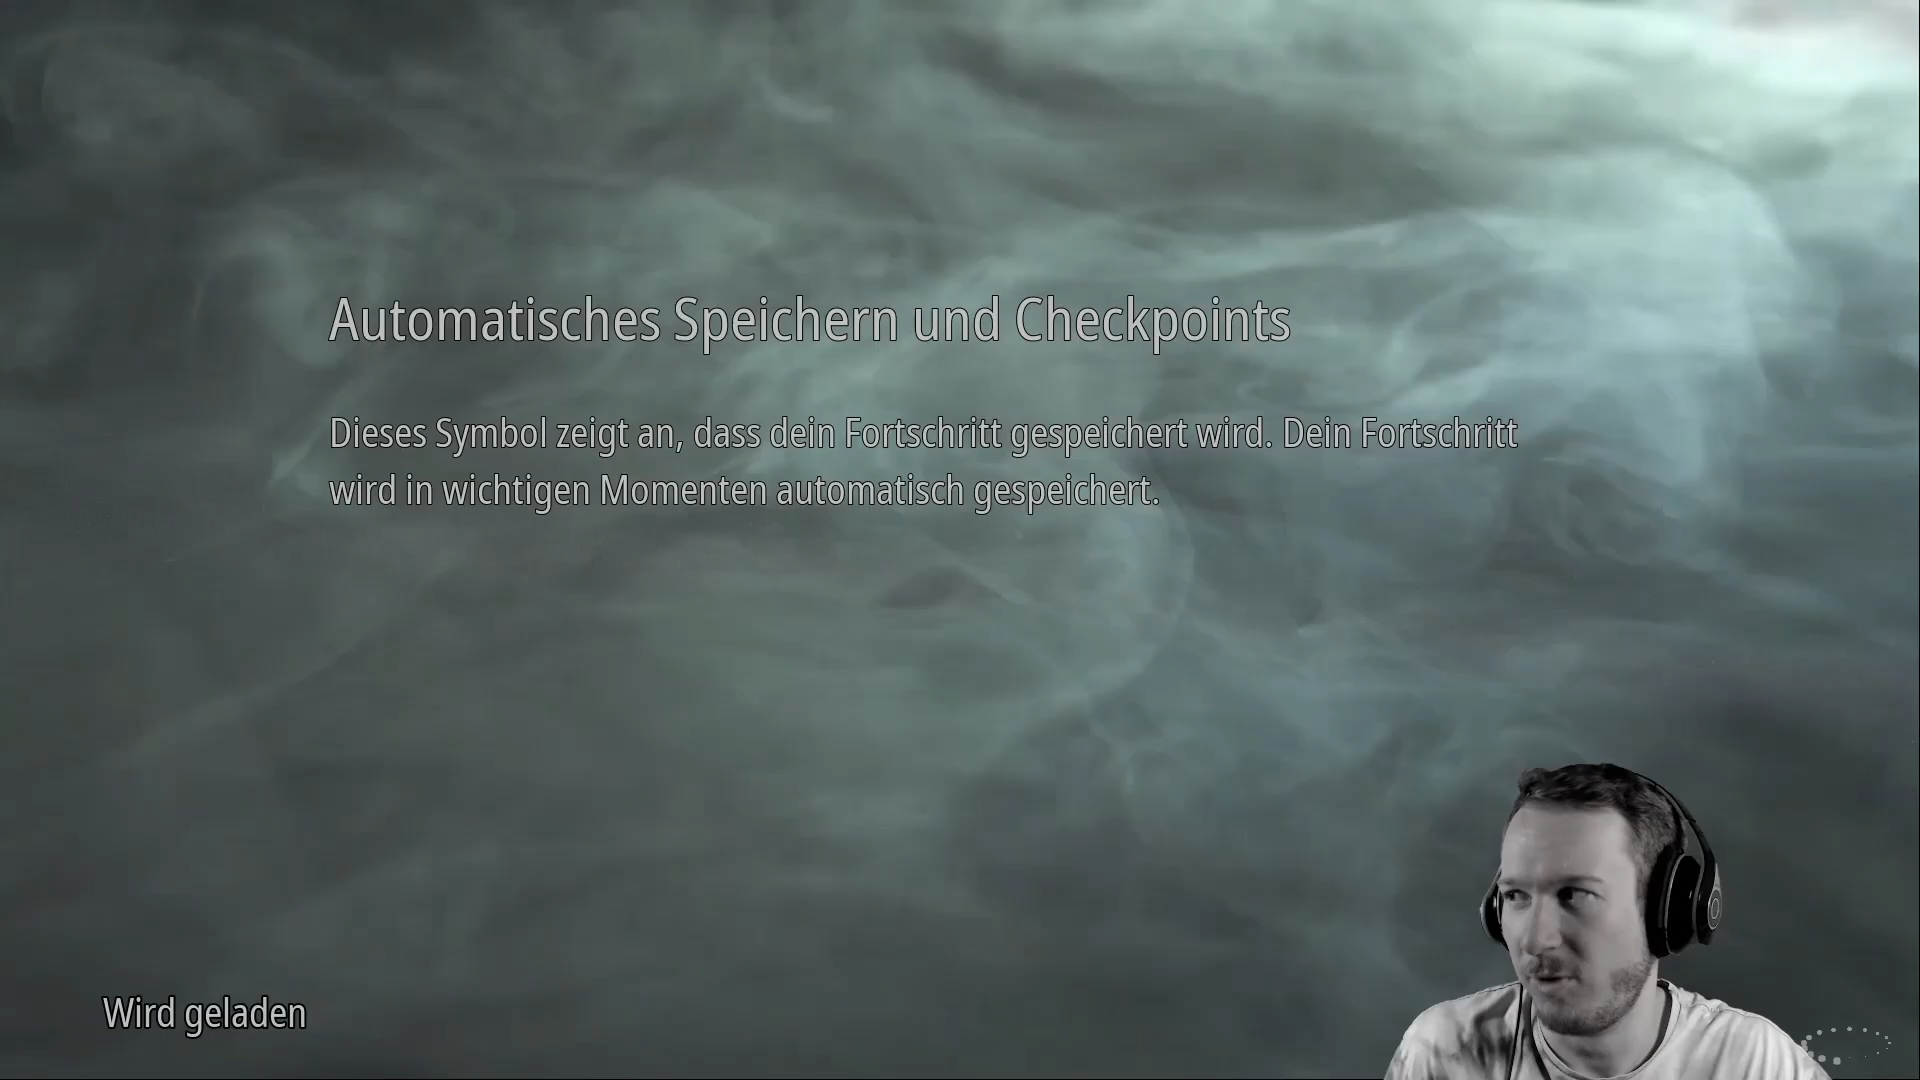 Automatisches Speichern und Checkpoints
Dieses Symbol zeigt an, dass dein Fortschritt gespeichert wird. Dein Fortschritt
wird in wichtigen Momenten automatisch gespeichert.
Wird geladen